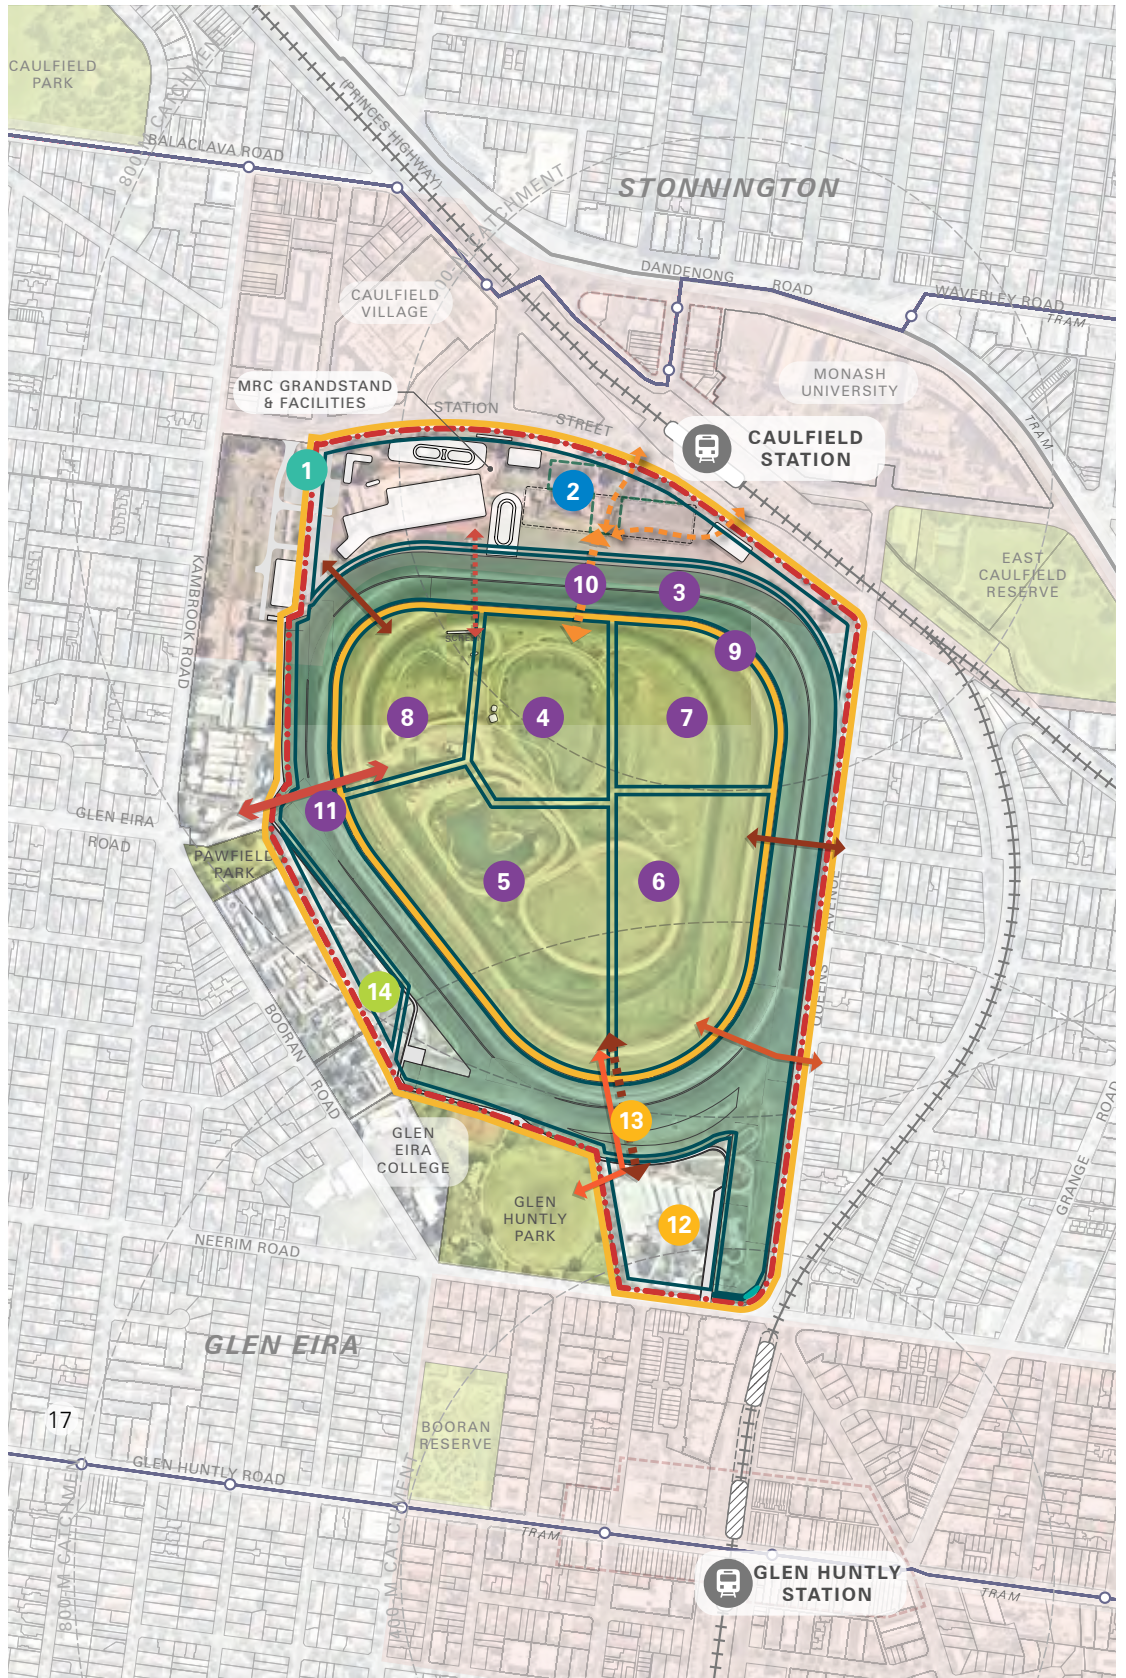 CAULFIELD
PARK
800M CATCHMENT
BALACLAVA ROAD
(PRINCES HIGHWAY)
STONNINGTON
DANDENONG
ROAD
WAVERLEY ROAD
TRAM
TRAM
CAULFIELD
VILLAGE
MONASH
UNIVERSITY
MRC GRANDSTAND
& FACILITIES
STATION
STREET
CAULFIELD
STATION
1
2
EAST
CAULFIELD
RESERVE
KAMBROOK ROAD
10
3
9
8
4
7
11
GLEN EIRA
ROAD
PAWFIELD
PARK
5
6
QUEENS
AVENUE
14
BOORAN
ROAD
13
GLEN
EIRA
COLLEGE
GLEN
HUNTLY
PARK
12
GRANGE ROAD
NEERIM ROAD
GLEN EIRA
17
BOORAN
RESERVE
GLEN HUNTLY ROAD
800M CATCHMENT
400M CATCHMENT
TRAM
GLEN HUNTLY
STATION
TRAM